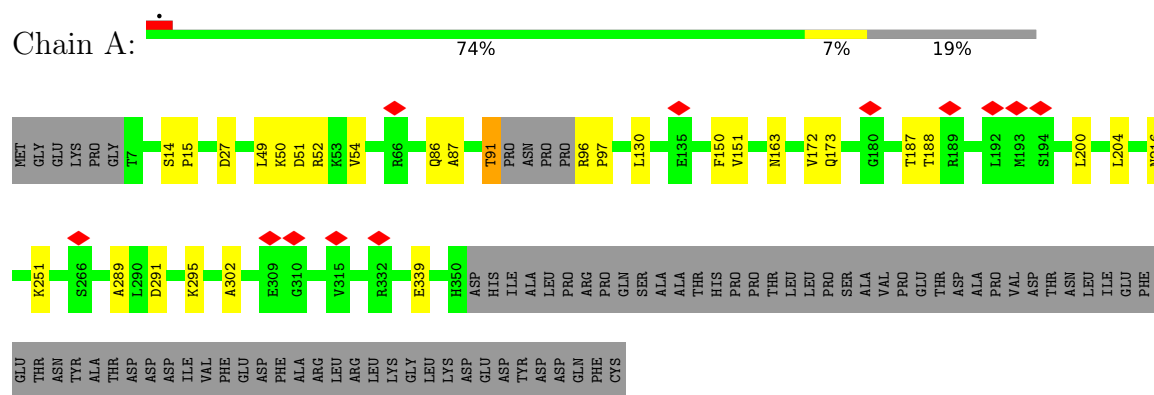 Chain A:
74% 7% 19%
MET GLY GLU LYS PRO GLY T7 S14 P15 D27 L49 K50 D51 R52 K53 V54 R66 Q86 A87 T91 PRO ASN PRO PRO R96 P97 L130 E135 F150 V151 N163 V172 Q173 G180 T187 T188 R189 L192 M193 S194 L200 L204
K251 S266 A289 L290 D291 K295 A302 E309 G310 V315 R332 E339 H350 ASP HIS ILE ALA LEU PRO ARG PRO GLN SER ALA ALA THR HIS PRO PRO THR LEU LEU PRO SER ALA VAL PRO GLU THR ASP ALA PRO VAL ASP THR ASN LEU ILE GLU PHE
GLU THR ASN TYR ALA THR ASP ASP ASP ILE VAL PHE GLU ASP PHE ALA ARG LEU ARG LEU LYS GLY LEU LYS ASP GLU ASP TYR ASP ASP GLN PHE CYS